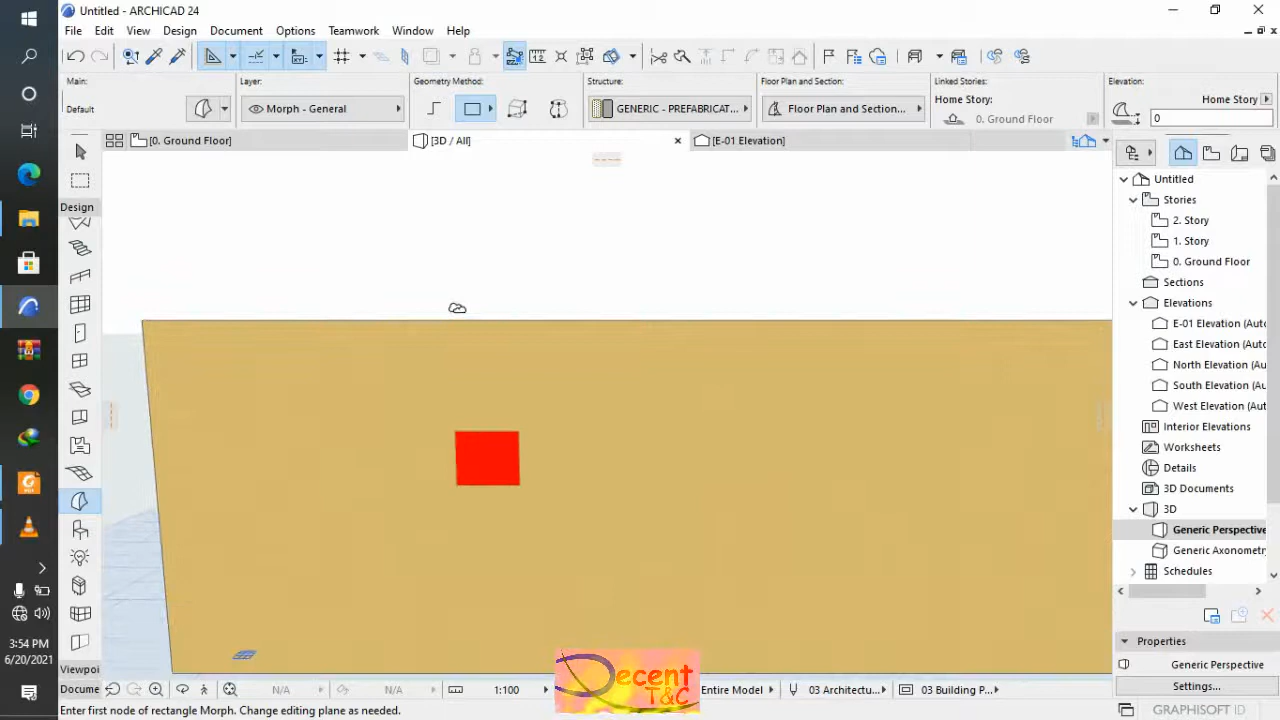 Untitled - ARCHICAD 24
File Edit View Design Document Options Teamwork Window Help
Main:
Default
Layer:
Morph - General
Geometry Method:
Structure:
GENERIC - PREFABRICAT...
Floor Plan and Section:
Floor Plan and Section...
Linked Stories:
Home Story:
0. Ground Floor
Elevation:
Home Story
0
[0. Ground Floor]
[3D / All]
[E-01 Elevation]
Design
Untitled
Stories
2. Story
1. Story
0. Ground Floor
Sections
Elevations
E-01 Elevation (Aut
East Elevation (Aut
North Elevation (Au
South Elevation (Au
West Elevation (Aut
Interior Elevations
Worksheets
Details
3D Documents
3D
Generic Perspective
Generic Axonometr
Schedules
Properties
Generic Perspective
Settings...
GRAPHISOFT ID
Viewpoi
Docume
N/A
N/A
1:100
Entire Model
03 Architectu...
03 Building P...
Enter first node of rectangle Morph. Change editing plane as needed.
Decent
T&C
3:54 PM
6/20/2021